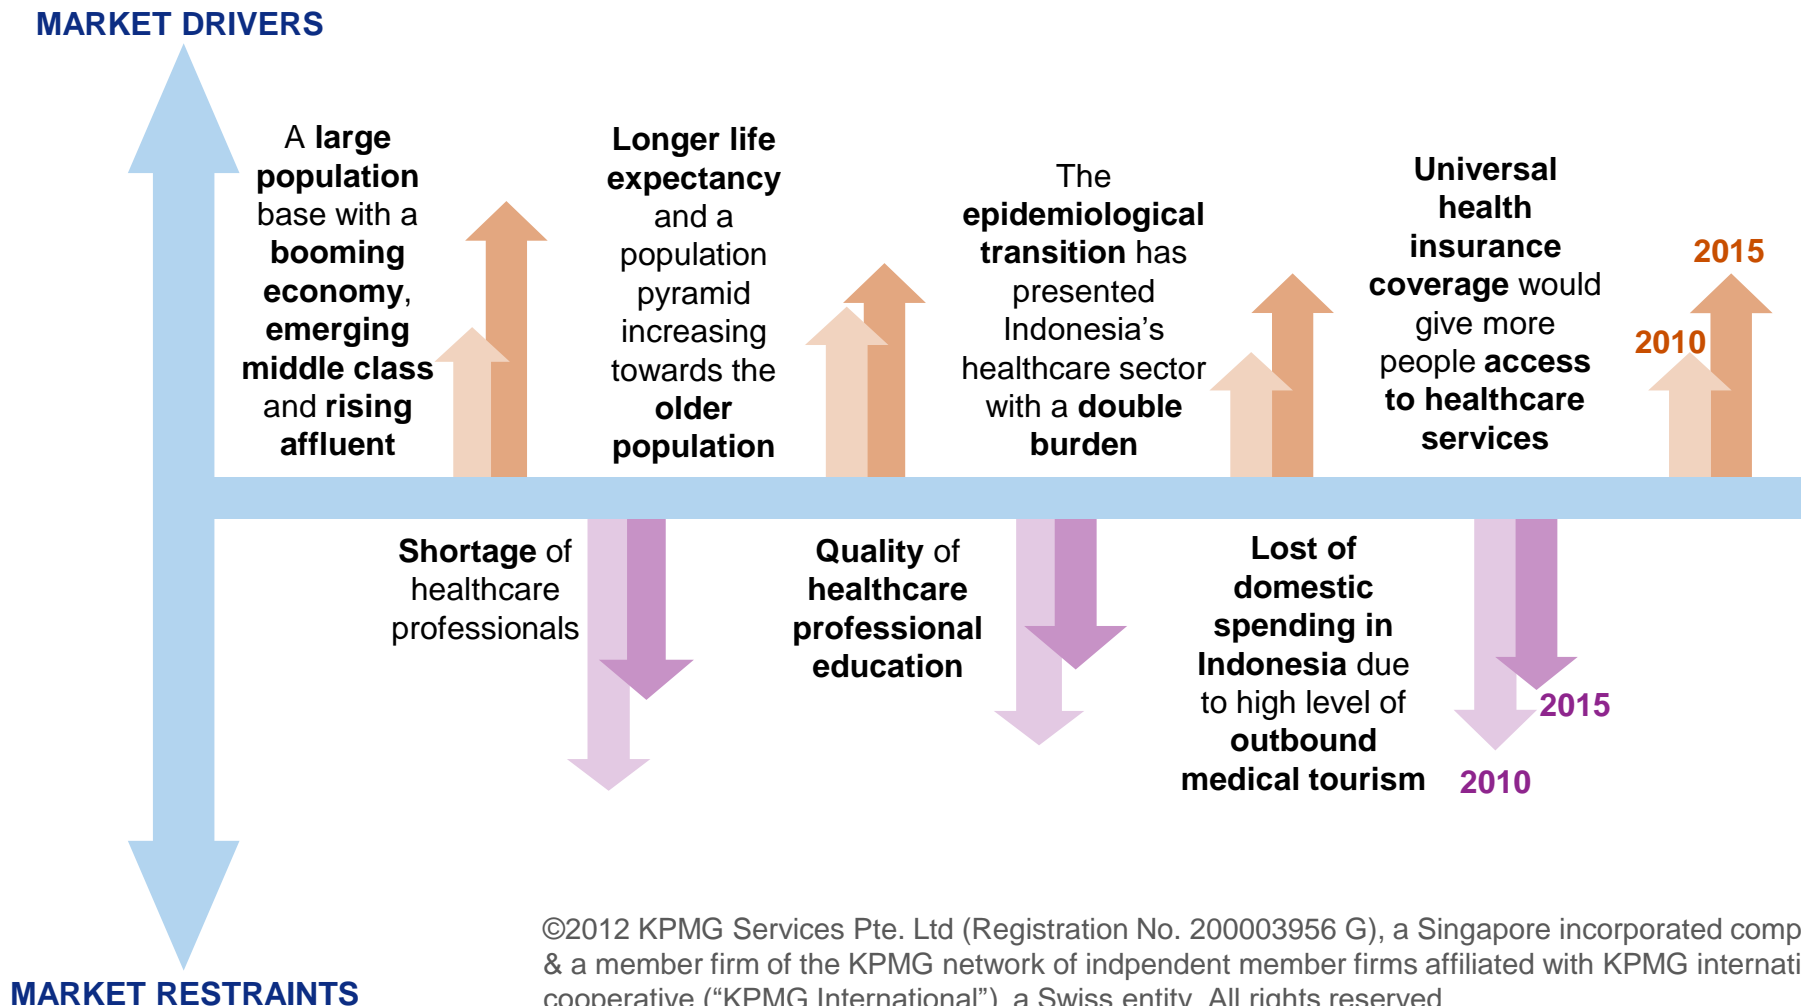 MARKET DRIVERS
A large
population
base with a
booming
economy,
emerging
middle class
and rising
affluent
Longer life
expectancy
and a
population
pyramid
increasing
towards the
older
population
The
epidemiological
transition has
presented
Indonesia's
healthcare sector
with a double
burden
Universal
health
insurance
coverage would
give more
people access
to healthcare
services
2010
2015
Shortage of
healthcare
professionals
Quality of
healthcare
professional
education
Lost of
domestic
spending in
Indonesia due
to high level of
outbound
medical tourism
2010
2015
MARKET RESTRAINTS
©2012 KPMG Services Pte. Ltd (Registration No. 200003956 G), a Singapore incorporated comp
& a member firm of the KPMG network of indpendent member firms affiliated with KPMG internati
cooperative ("KPMG International"), a Swiss entity. All rights reserved